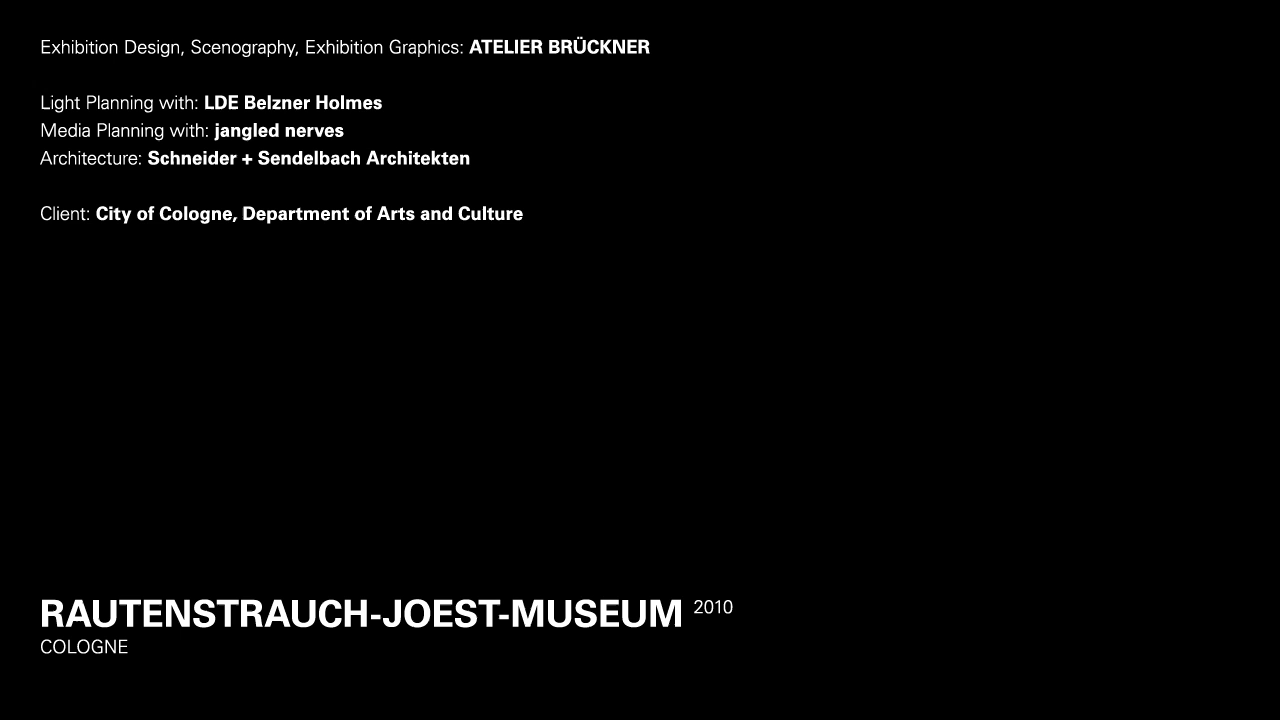 Exhibition Design, Scenography, Exhibition Graphics: ATELIER BRÜCKNER
Light Planning with: LDE Belzner Holmes
Media Planning with: jangled nerves
Architecture: Schneider + Sendelbach Architekten
Client: City of Cologne, Department of Arts and Culture
RAUTENSTRAUCH-JOEST-MUSEUM 2010
COLOGNE